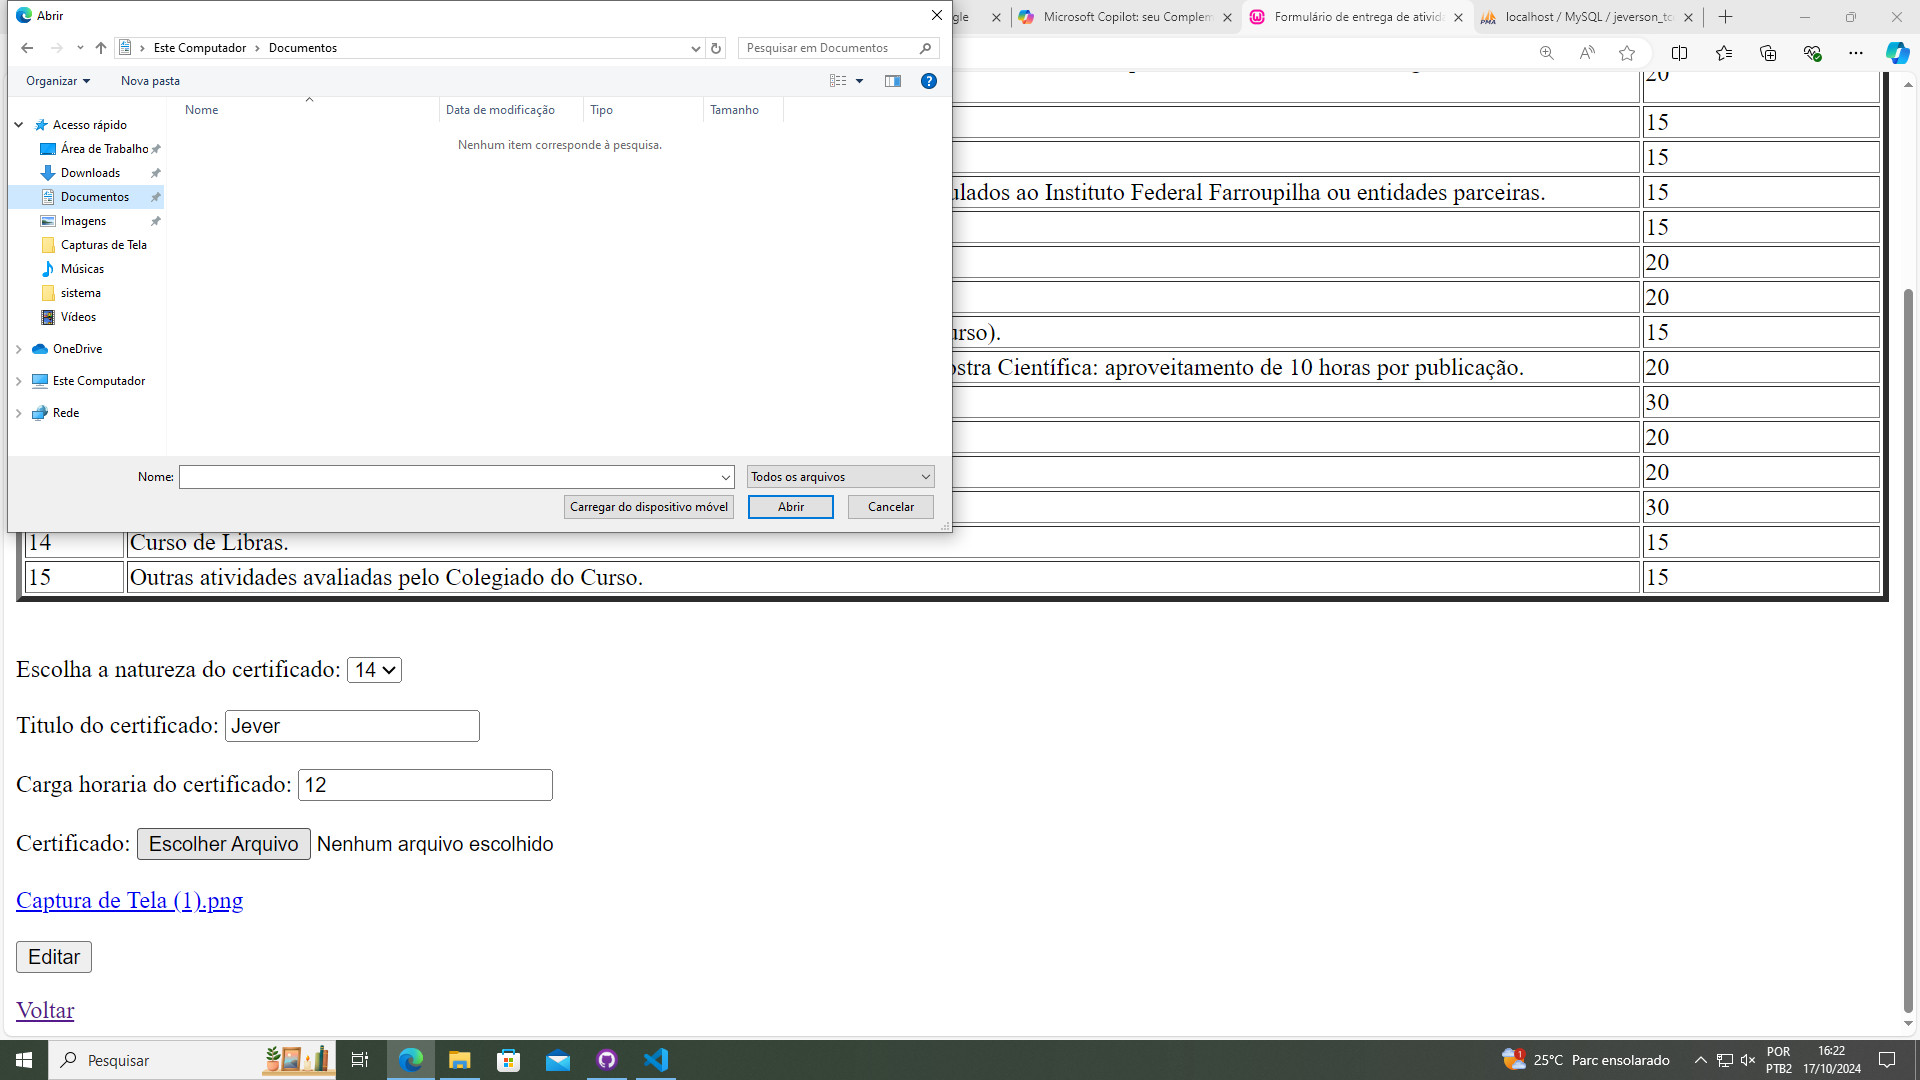 Abrir
gle
Microsoft Copilot: seu Complem
Formulário de entrega de ativida
localhost / MySQL / jeverson_tc
Este Computador > Documentos
Pesquisar em Documentos
Organizar
Nova pasta
Nome
Data de modificação
Tipo
Tamanho
Nenhum item corresponde à pesquisa.
Acesso rápido
Área de Trabalho
Downloads
Documentos
Imagens
Capturas de Tela
Músicas
sistema
Vídeos
OneDrive
Este Computador
Rede
Nome:
Todos os arquivos
Carregar do dispositivo móvel
Abrir
Cancelar
20
15
15
ulados ao Instituto Federal Farroupilha ou entidades parceiras. 15
15
20
20
urso). 15
ostra Científica: aproveitamento de 10 horas por publicação. 20
30
20
20
30
14 Curso de Libras. 15
15 Outras atividades avaliadas pelo Colegiado do Curso. 15
Escolha a natureza do certificado: 14
Titulo do certificado: Jever
Carga horaria do certificado: 12
Certificado: Escolher Arquivo Nenhum arquivo escolhido
Captura de Tela (1).png
Editar
Voltar
Pesquisar
1
25°C Parc ensolarado
POR
PTB2
16:22
17/10/2024